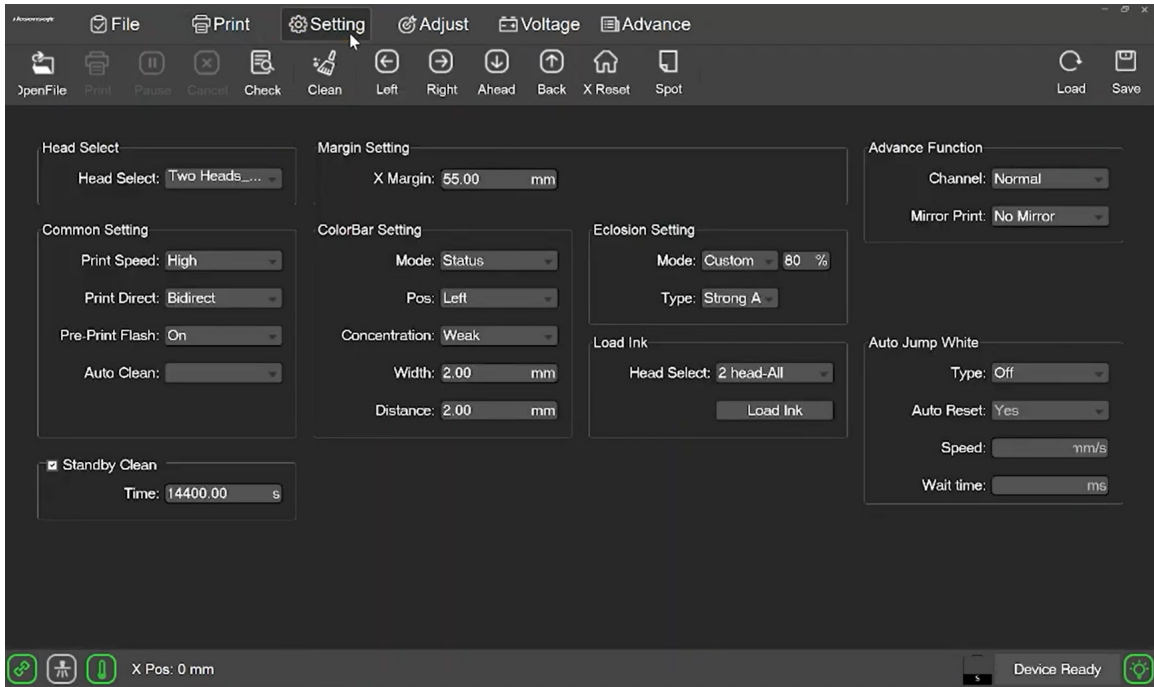 Hosonsoft
File Print Setting Adjust Voltage Advance
OpenFile Print Pause Cancel Check Clean Left Right Ahead Back X Reset Spot Load Save
Head Select
Head Select: Two Heads_...
Margin Setting
X Margin: 55.00 mm
Advance Function
Channel: Normal
Mirror Print: No Mirror
Common Setting
Print Speed: High
Print Direct: Bidirect
Pre-Print Flash: On
Auto Clean:
ColorBar Setting
Mode: Status
Pos: Left
Concentration: Weak
Width: 2.00 mm
Distance: 2.00 mm
Eclosion Setting
Mode: Custom 80 %
Type: Strong A
Load Ink
Head Select: 2 head-All
Load Ink
Auto Jump White
Type: Off
Auto Reset: Yes
Speed: mm/s
Wait time: ms
Standby Clean
Time: 14400.00 s
X Pos: 0 mm
s
Device Ready